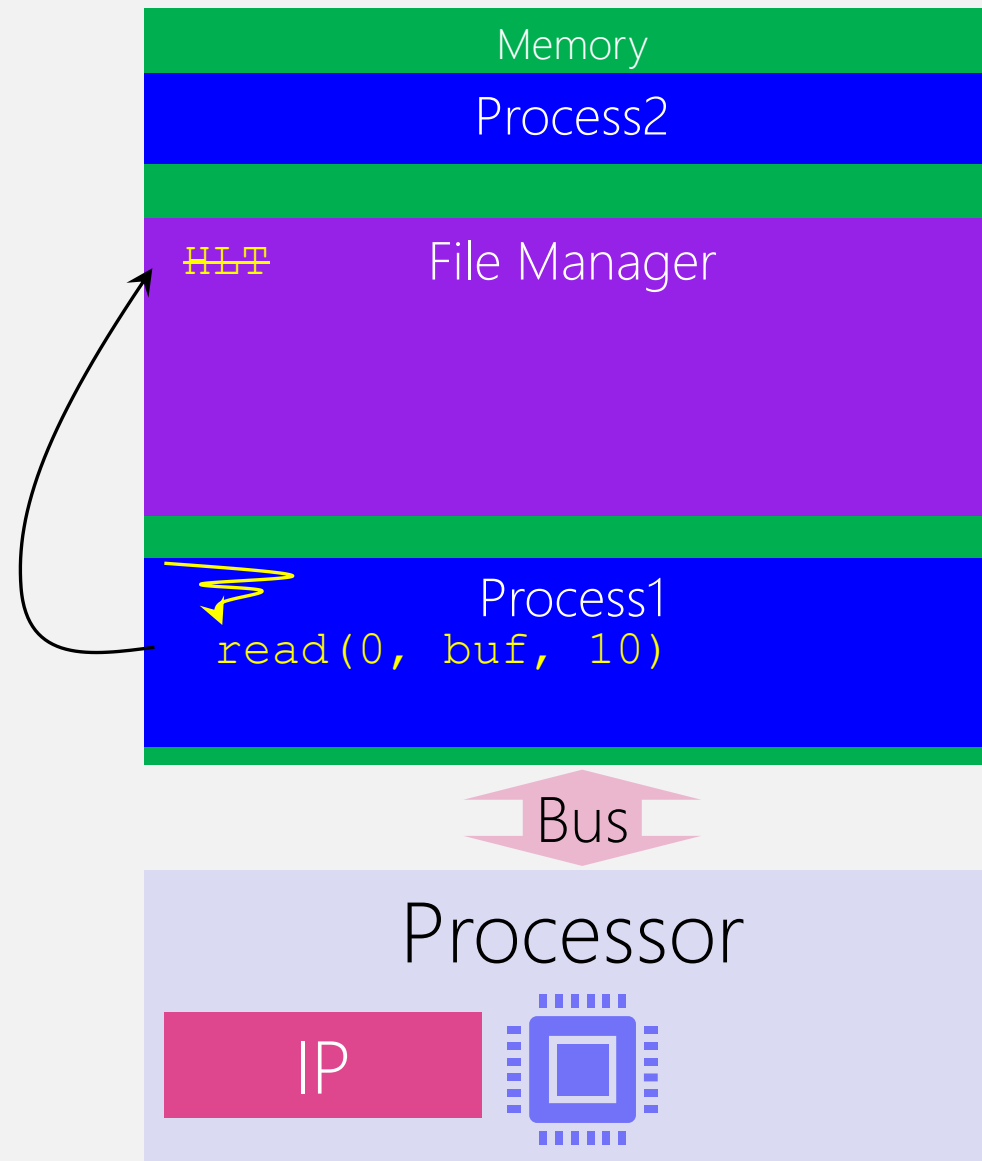 Memory
Process2
HLT File Manager
Process1
read(0, buf, 10)
Bus
Processor
IP